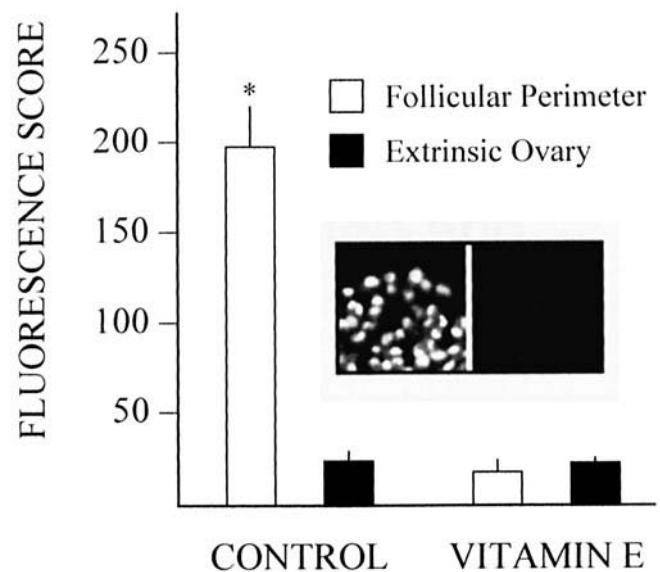 FLUORESCENCE SCORE
250
200
150
100
50
*
Follicular Perimeter
Extrinsic Ovary
CONTROL
VITAMIN E